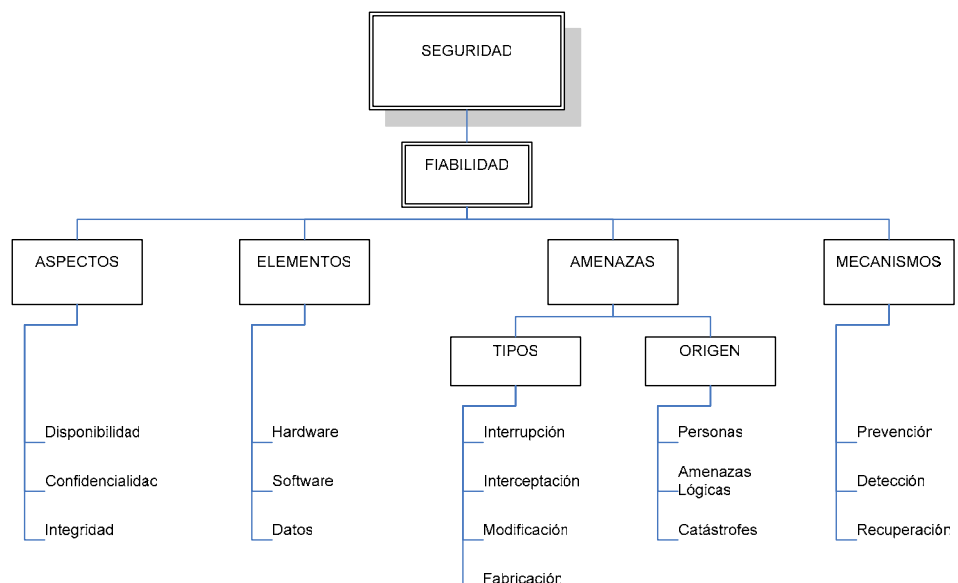 SEGURIDAD
FIABILIDAD
ASPECTOS
ELEMENTOS
AMENAZAS
MECANISMOS
TIPOS
ORIGEN
Disponibilidad
Confidencialidad
Integridad
Hardware
Software
Datos
Interrupción
Interceptación
Modificación
Fabricación
Personas
Amenazas
Lógicas
Catástrofes
Prevención
Detección
Recuperación